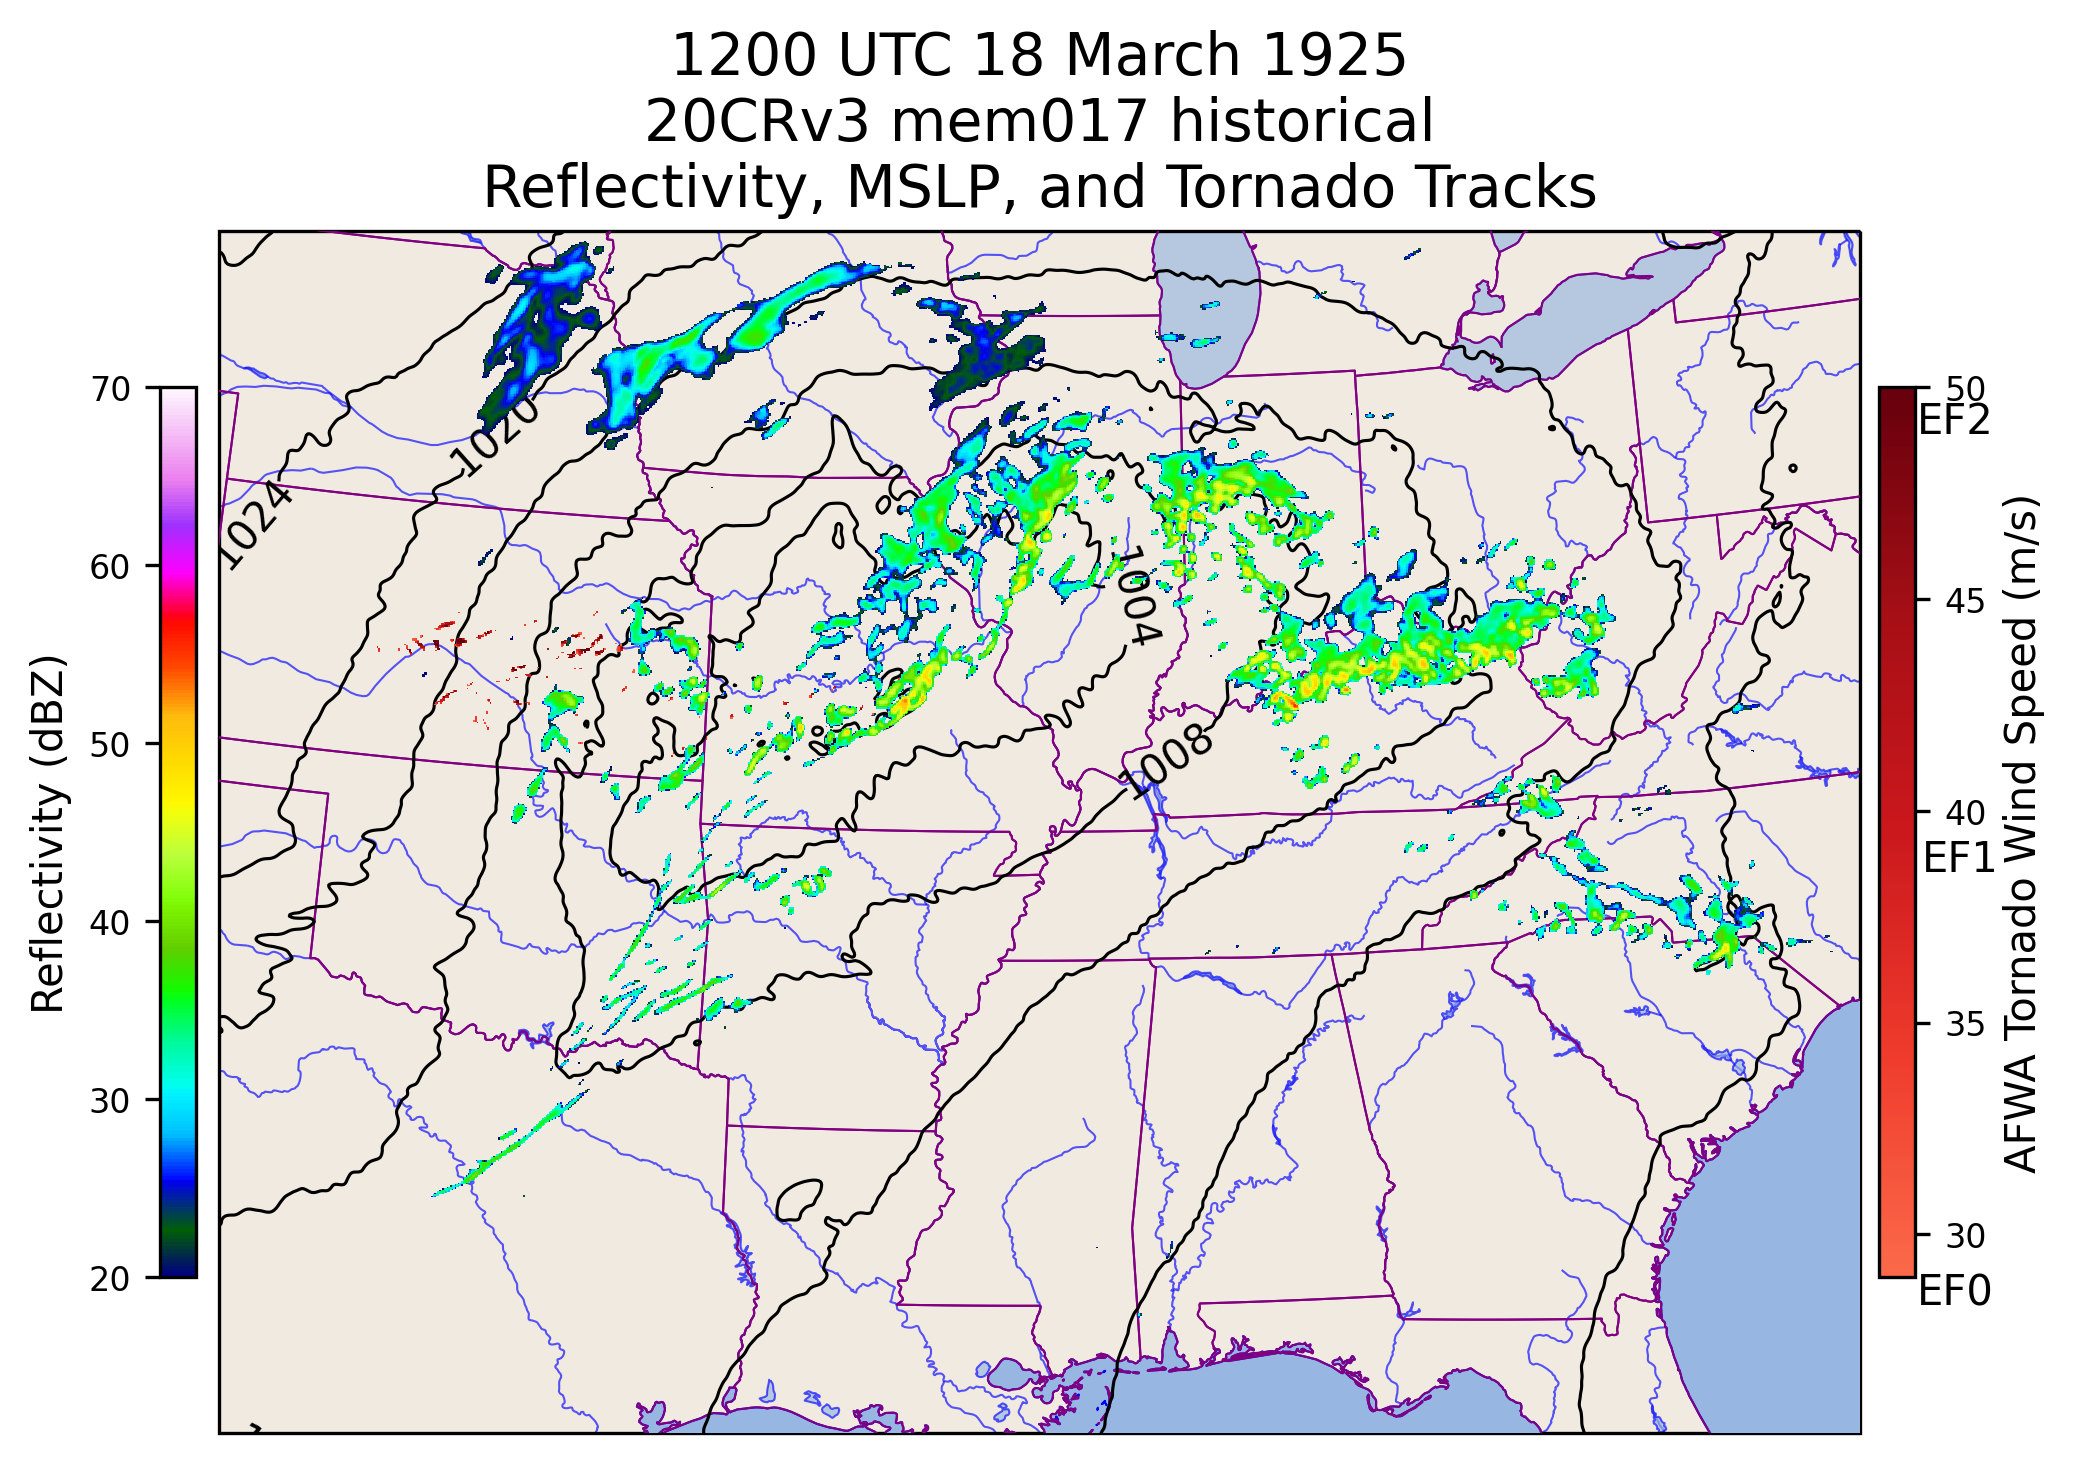 1200 UTC 18 March 1925
20CRv3 mem017 historical
Reflectivity, MSLP, and Tornado Tracks
70
60
50
40
30
20
Reflectivity (dBZ)
1024
1020
1004
1008
50
EF2
45
40
EF1
35
30
EF0
AFWA Tornado Wind Speed (m/s)